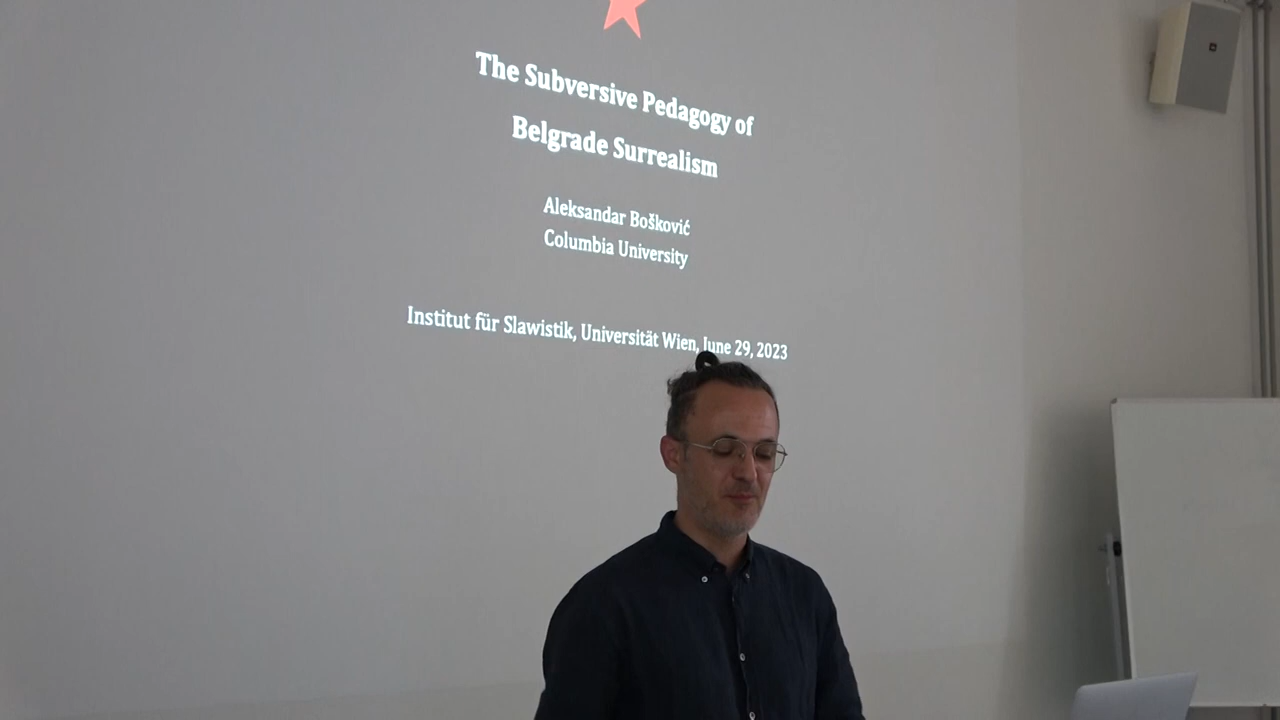 The Subversive Pedagogy of
Belgrade Surrealism
Aleksandar Bošković
Columbia University
Institut für Slawistik, Universität Wien, June 29, 2023